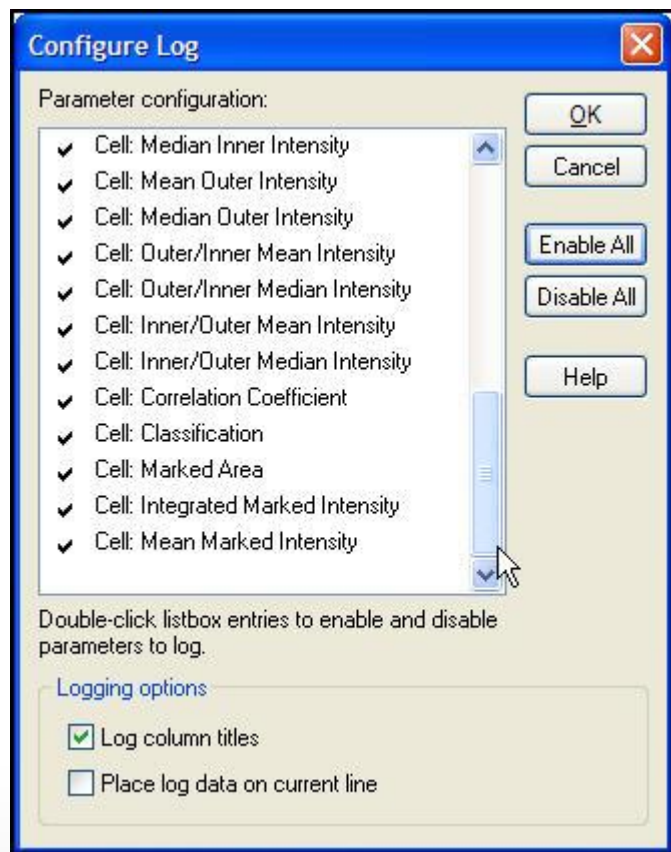 Configure Log
Parameter configuration:
Cell: Median Inner Intensity
Cell: Mean Outer Intensity
Cell: Median Outer Intensity
Cell: Outer/Inner Mean Intensity
Cell: Outer/Inner Median Intensity
Cell: Inner/Outer Mean Intensity
Cell: Inner/Outer Median Intensity
Cell: Correlation Coefficient
Cell: Classification
Cell: Marked Area
Cell: Integrated Marked Intensity
Cell: Mean Marked Intensity
OK
Cancel
Enable All
Disable All
Help
Double-click listbox entries to enable and disable
parameters to log.
Logging options
Log column titles
Place log data on current line